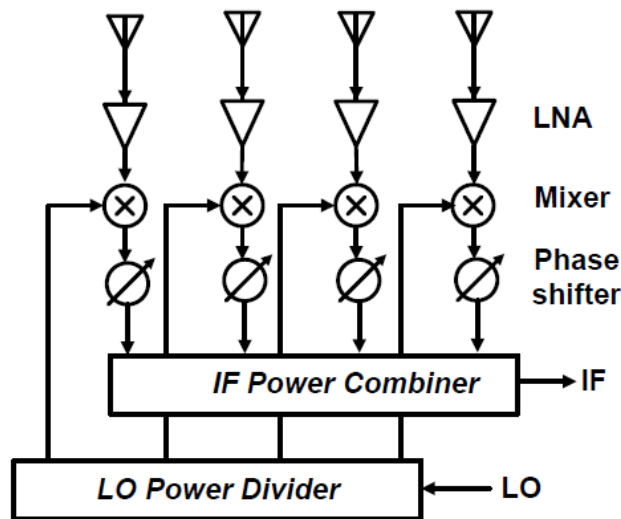 LNA
Mixer
Phase
shifter
IF Power Combiner
IF
LO Power Divider
LO